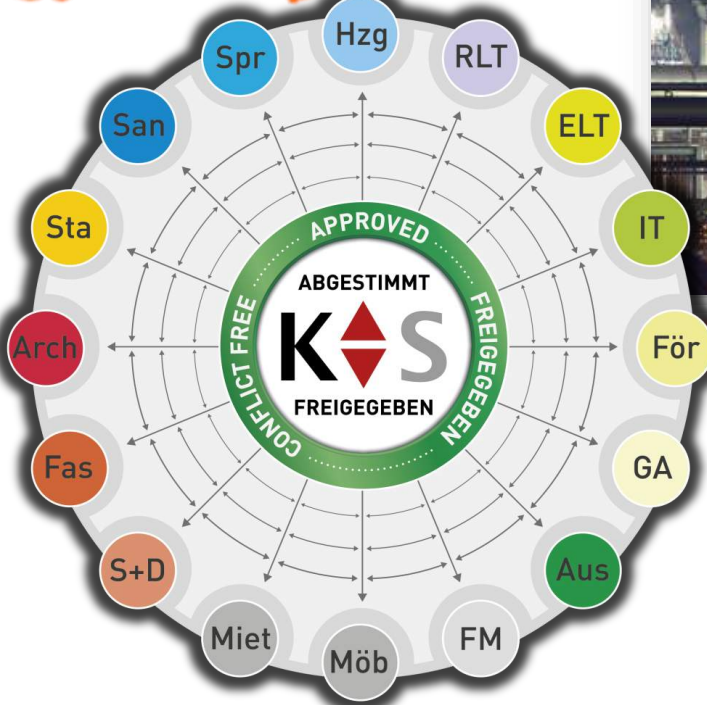 Hzg
RLT
ELT
IT
För
GA
Aus
FM
Möb
Miet
S+D
Fas
Arch
Sta
San
Spr
APPROVED
FREIGEGEBEN
CONFLICT FREE
ABGESTIMMT
K S
FREIGEGEBEN